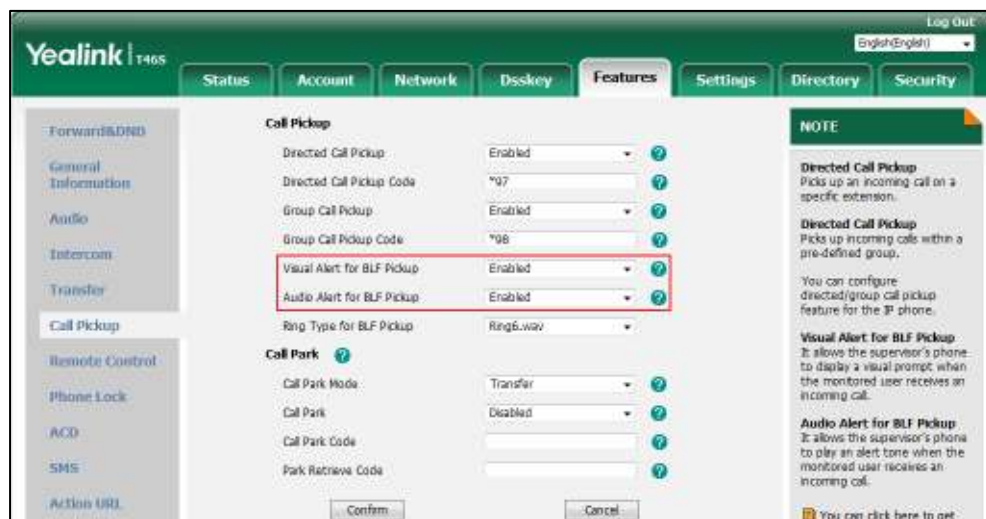 Log Out
English(English)
Yealink T46S
Status Account Network Dsskey Features Settings Directory Security
Forward&DND
General
Information
Audio
Intercom
Transfer
Call Pickup
Remote Control
Phone Lock
ACD
SMS
Action URL
Call Pickup
Directed Call Pickup Enabled
Directed Call Pickup Code *97
Group Call Pickup Enabled
Group Call Pickup Code *98
Visual Alert for BLF Pickup Enabled
Audio Alert for BLF Pickup Enabled
Ring Type for BLF Pickup Ring6.wav
Call Park
Call Park Mode Transfer
Call Park Disabled
Call Park Code
Park Retrieve Code
Confirm Cancel
NOTE
Directed Call Pickup
Picks up an incoming call on a
specific extension.
Directed Call Pickup
Picks up incoming calls within a
pre-defined group.
You can configure
directed/group call pickup
feature for the IP phone.
Visual Alert for BLF Pickup
It allows the supervisor's phone
to display a visual prompt when
the monitored user receives an
incoming call.
Audio Alert for BLF Pickup
It allows the supervisor's phone
to play an alert tone when the
monitored user receives an
incoming call.
You can click here to get